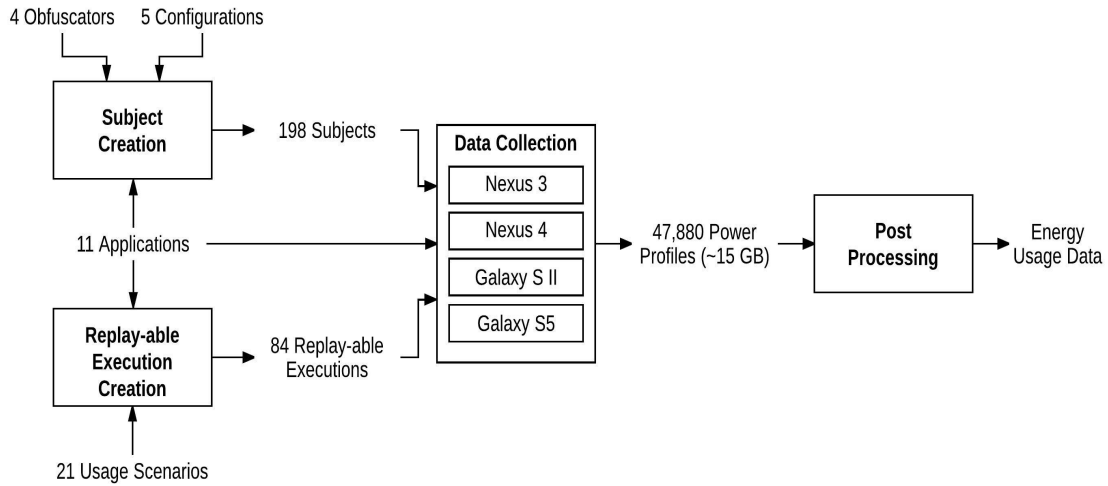 4 Obfuscators
5 Configurations
Subject
Creation
198 Subjects
11 Applications
Replay-able
Execution
Creation
84 Replay-able
Executions
21 Usage Scenarios
Data Collection
Nexus 3
Nexus 4
Galaxy S II
Galaxy S5
47,880 Power
Profiles (~15 GB)
Post
Processing
Energy
Usage Data